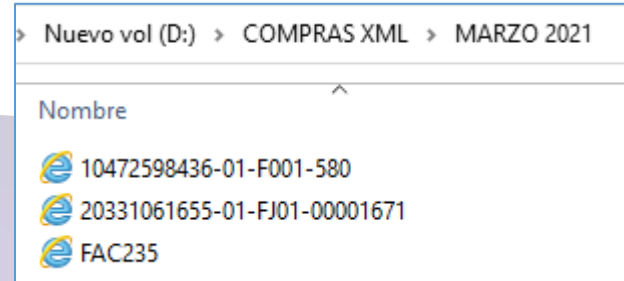 > Nuevo vol (D:) > COMPRAS XML > MARZO 2021
Nombre
10472598436-01-F001-580
20331061655-01-FJ01-00001671
FAC235